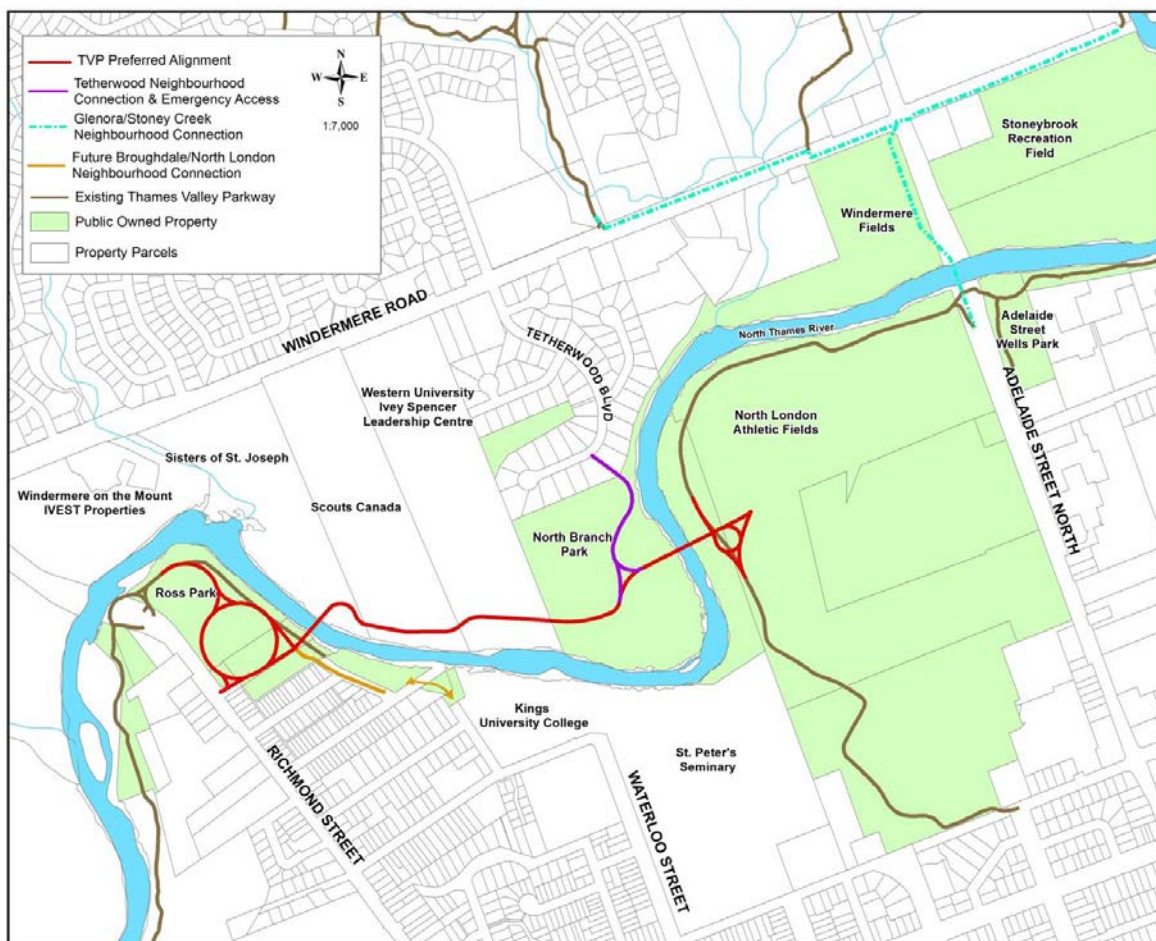 TVP Preferred Alignment
Tetherwood Neighbourhood
Connection & Emergency Access
Glenora/Stoney Creek
Neighbourhood Connection
Future Broughdale/North London
Neighbourhood Connection
Existing Thames Valley Parkway
Public Owned Property
Property Parcels
N
W E
S
1:7,000
Stoneybrook
Recreation
Field
Windermere
Fields
WINDERMERE ROAD
North Thames River
Adelaide
Street
Wells Park
TETHERWOOD BLVD
Western University
Ivey Spencer
Leadership Centre
North London
Athletic Fields
ADELAIDE STREET NORTH
Sisters of St. Joseph
Windermere on the Mount
IVEST Properties
Scouts Canada
North Branch
Park
Ross Park
Kings
University College
St. Peter's
Seminary
RICHMOND STREET
WATERLOO STREET